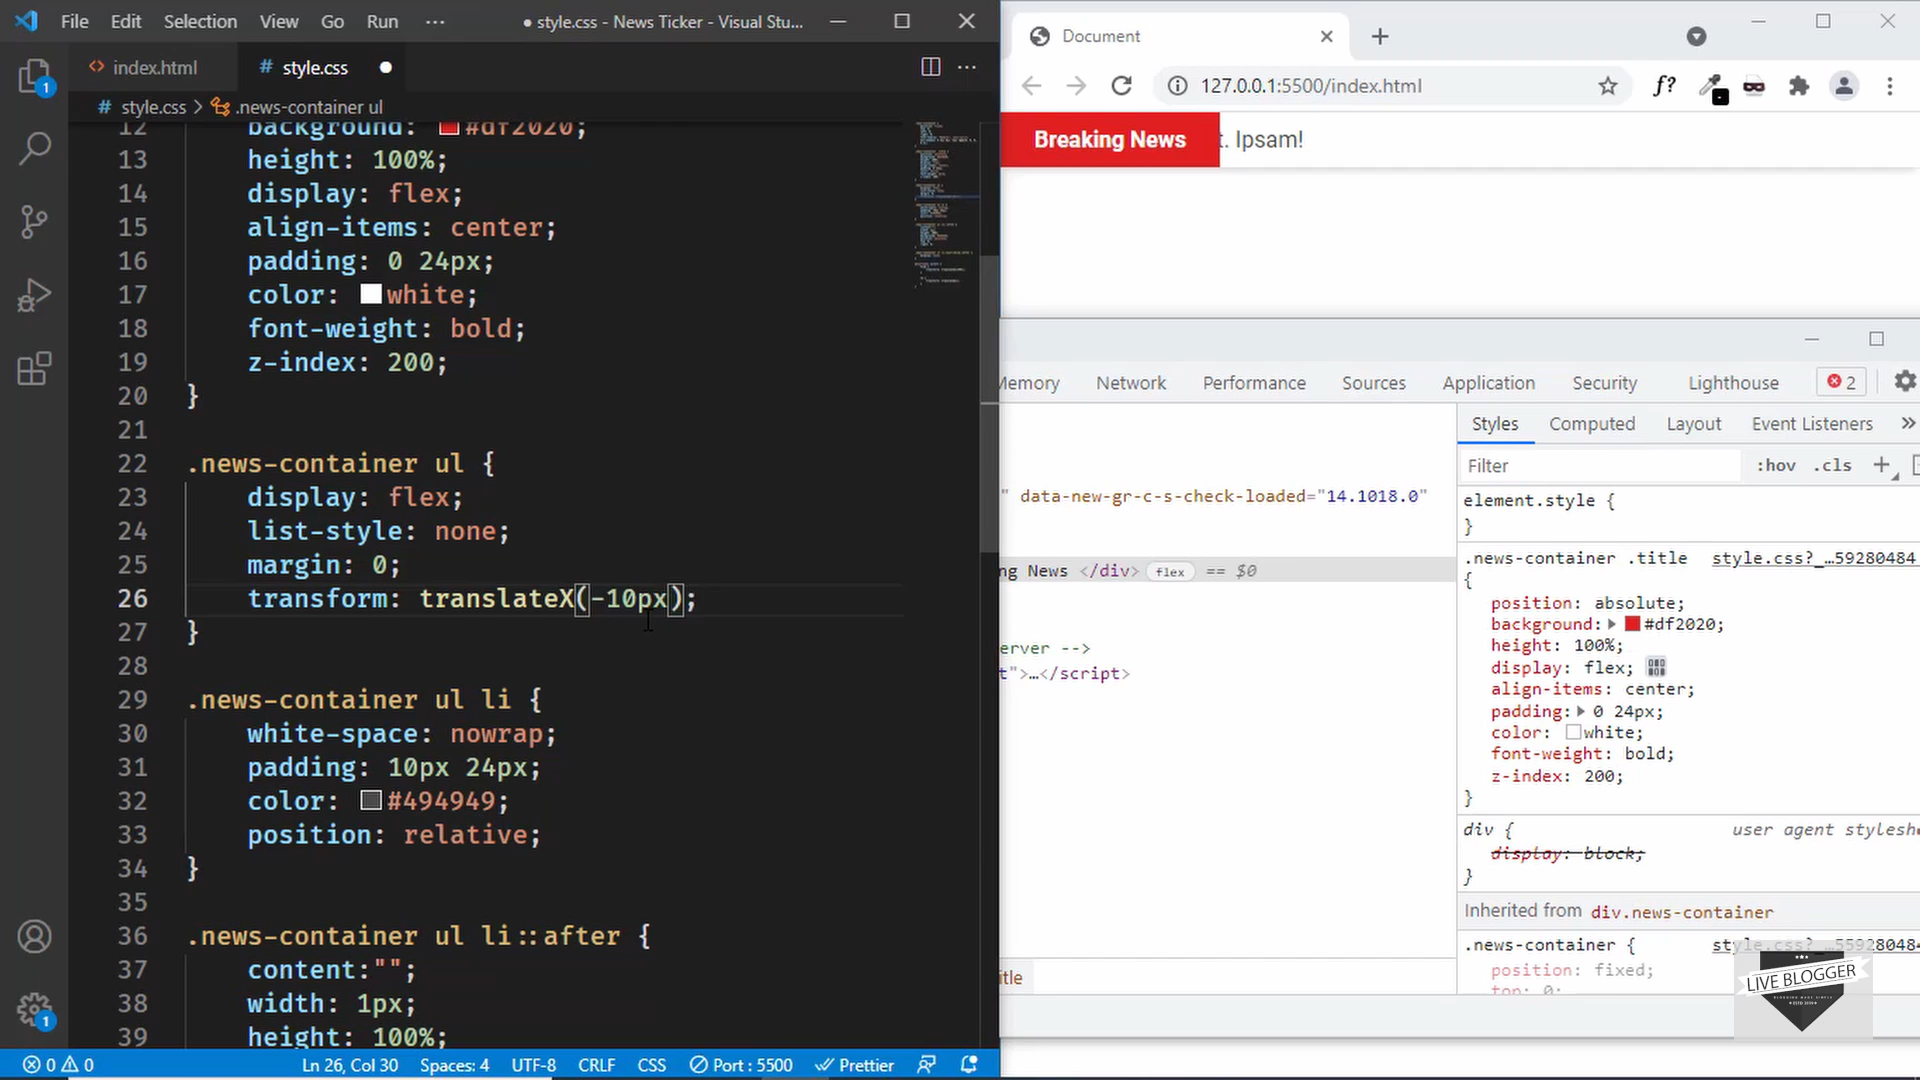 File Edit Selection View Go Run ··· ● style.css - News Ticker - Visual Stu...
index.html
# style.css ●
# style.css > .news-container ul
12 background: #df2020;
13 height: 100%;
14 display: flex;
15 align-items: center;
16 padding: 0 24px;
17 color: white;
18 font-weight: bold;
19 z-index: 200;
20 }
21
22 .news-container ul {
23 display: flex;
24 list-style: none;
25 margin: 0;
26 transform: translateX(-10px);
27 }
28
29 .news-container ul li {
30 white-space: nowrap;
31 padding: 10px 24px;
32 color: #494949;
33 position: relative;
34 }
35
36 .news-container ul li::after {
37 content:"";
38 width: 1px;
39 height: 100%;
1
1
0 0 Ln 26, Col 30 Spaces: 4 UTF-8 CRLF CSS Port : 5500 Prettier
Document
127.0.0.1:5500/index.html
f?
Breaking News t. Ipsam!
Memory Network Performance Sources Application Security Lighthouse 2
Styles Computed Layout Event Listeners »
Filter :hov .cls +
" data-new-gr-c-s-check-loaded="14.1018.0"
ng News </div> flex == $0
erver -->
t">…</script>
itle
element.style {
}
.news-container .title style.css?_…59280484
{
position: absolute;
background: #df2020;
height: 100%;
display: flex;
align-items: center;
padding: 0 24px;
color: white;
font-weight: bold;
z-index: 200;
}
div { user agent stylesh
display: block;
}
Inherited from div.news-container
.news-container { style.css?_…55928048
position: fixed;
top: 0;
LIVE BLOGGER